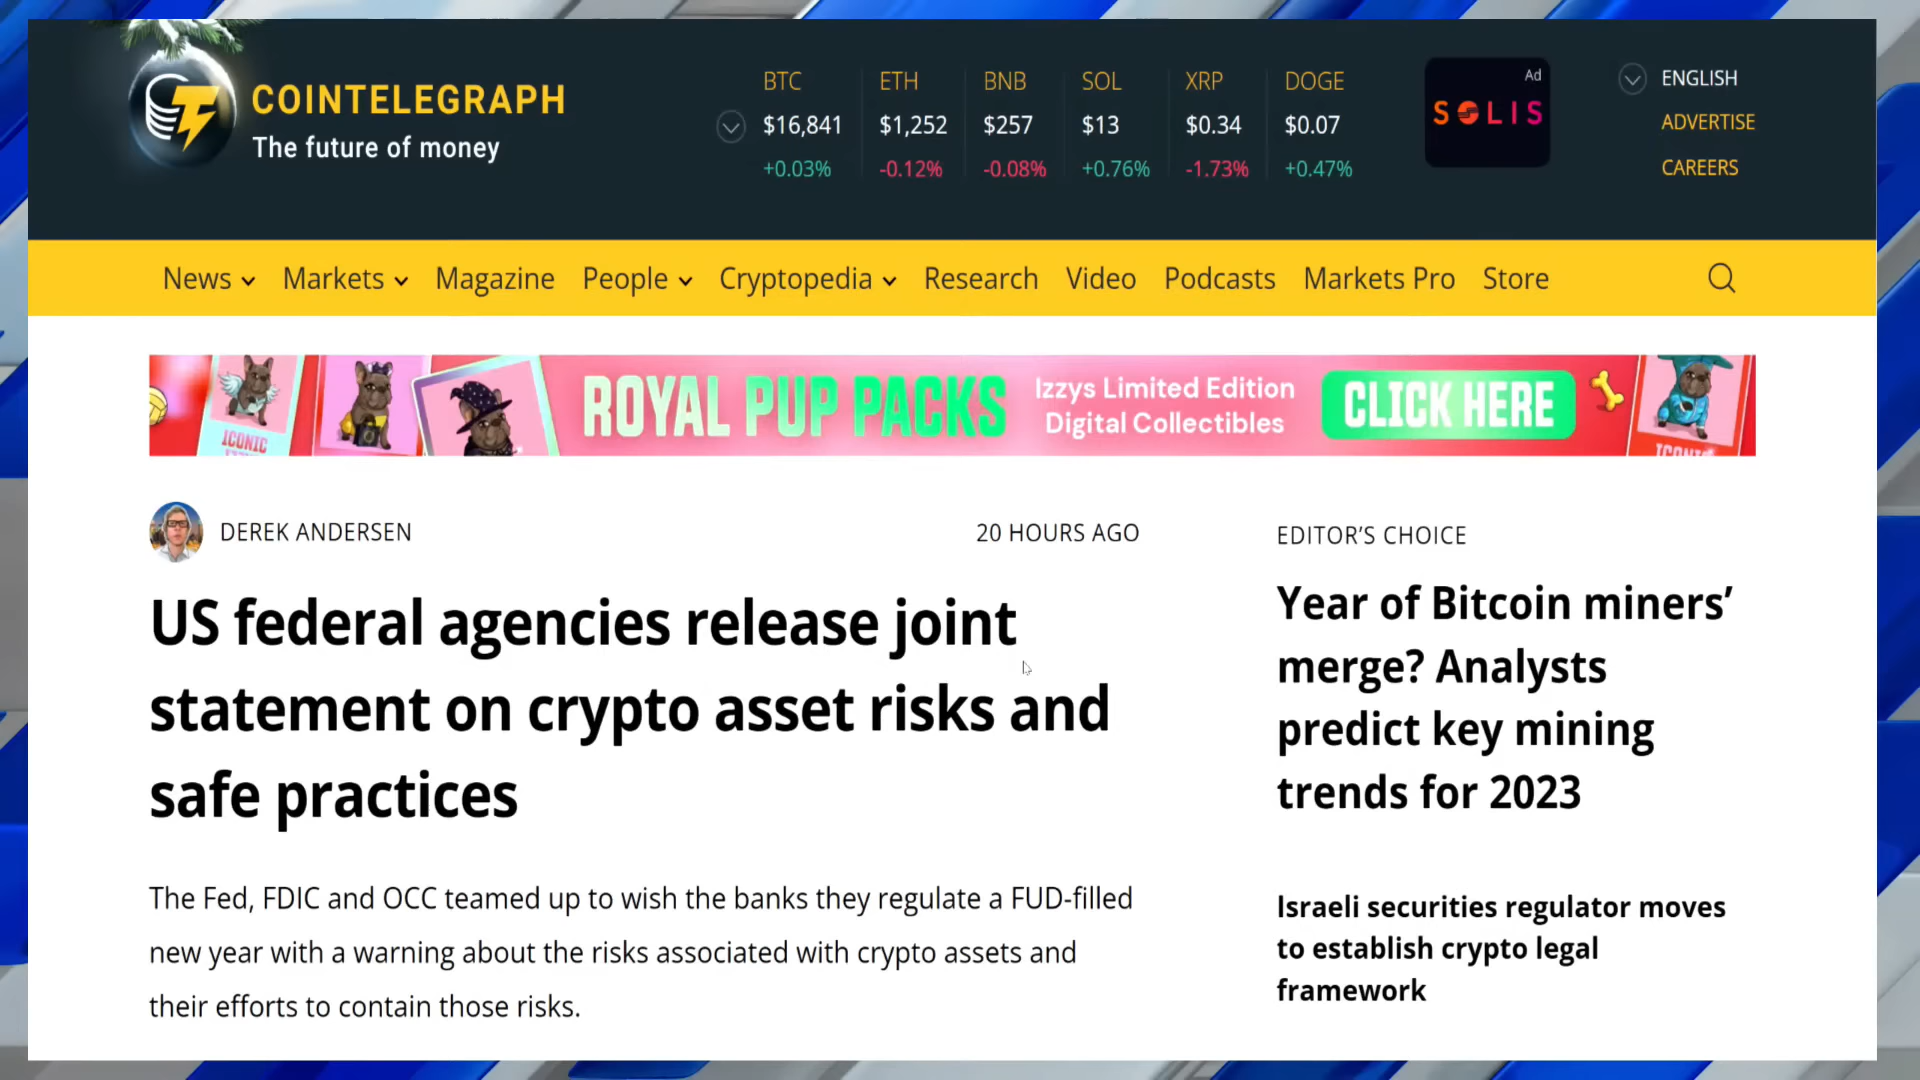 COINTELEGRAPH
The future of money
BTC ETH BNB SOL XRP DOGE
$16,841 $1,252 $257 $13 $0.34 $0.07
+0.03% -0.12% -0.08% +0.76% -1.73% +0.47%
Ad
SOLIS
ENGLISH
ADVERTISE
CAREERS
News Markets Magazine People Cryptopedia Research Video Podcasts Markets Pro Store
ICONIC
ROYAL PUP PACKS
Izzys Limited Edition
Digital Collectibles
CLICK HERE
DEREK ANDERSEN
20 HOURS AGO
US federal agencies release joint
statement on crypto asset risks and
safe practices
The Fed, FDIC and OCC teamed up to wish the banks they regulate a FUD-filled
new year with a warning about the risks associated with crypto assets and
their efforts to contain those risks.
EDITOR’S CHOICE
Year of Bitcoin miners’
merge? Analysts
predict key mining
trends for 2023
Israeli securities regulator moves
to establish crypto legal
framework